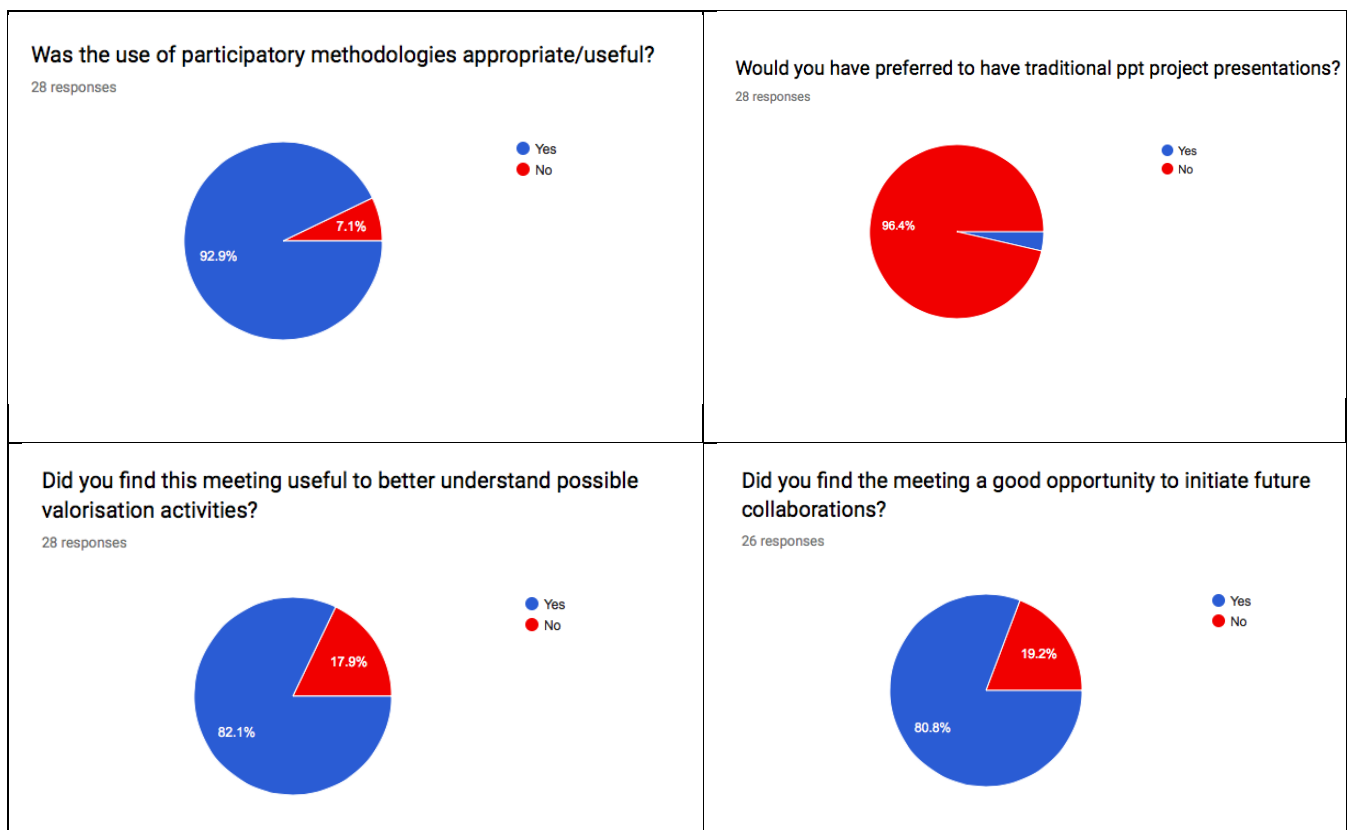 Was the use of participatory methodologies appropriate/useful?
28 responses
Yes
No
7.1%
92.9%
Would you have preferred to have traditional ppt project presentations?
28 responses
Yes
No
96.4%
Did you find this meeting useful to better understand possible
valorisation activities?
28 responses
Yes
No
17.9%
82.1%
Did you find the meeting a good opportunity to initiate future
collaborations?
26 responses
Yes
No
19.2%
80.8%